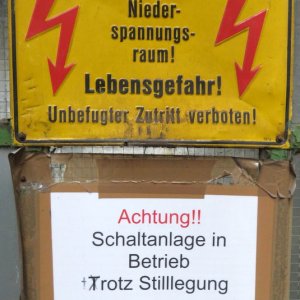 Nieder-
spannungs-
raum!
Lebensgefahr!
Unbefugter Zutritt verboten!
Achtung!!
Schaltanlage in
Betrieb
Trotz Stilllegung